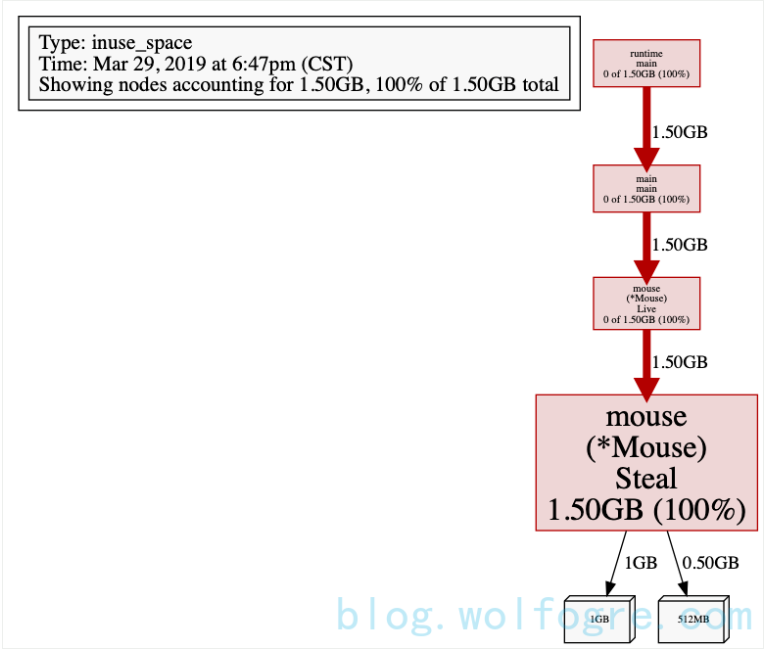 Type: inuse_space
Time: Mar 29, 2019 at 6:47pm (CST)
Showing nodes accounting for 1.50GB, 100% of 1.50GB total
runtime
main
0 of 1.50GB (100%)
1.50GB
main
main
0 of 1.50GB (100%)
1.50GB
mouse
(*Mouse)
Live
0 of 1.50GB (100%)
1.50GB
mouse
(*Mouse)
Steal
1.50GB (100%)
1GB
0.50GB
1GB
512MB
blog.wolfogre.com